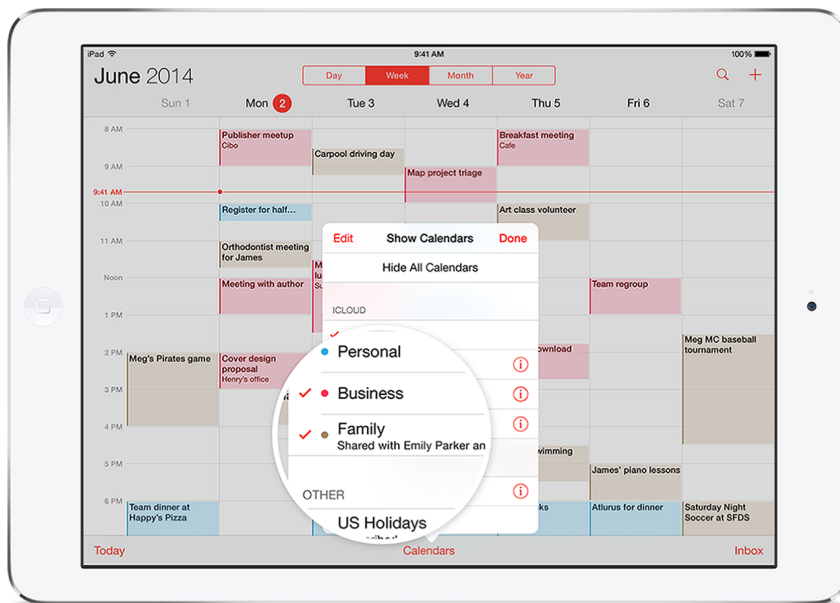 iPad 9:41 AM 100%
June 2014 Day Week Month Year
Sun 1 Mon 2 Tue 3 Wed 4 Thu 5 Fri 6 Sat 7
8 AM
Publisher meetup
Cibo
Breakfast meeting
Cafe
Carpool driving day
9 AM
Map project triage
9:41 AM
10 AM
Register for half...
Art class volunteer
11 AM
Orthodontist meeting
for James
Noon
Meeting with author
Team regroup
1 PM
Meg MC baseball
tournament
2 PM
Meg's Pirates game
Cover design
proposal
Henry's office
3 PM
4 PM
5 PM
James' piano lessons
6 PM
Team dinner at
Happy's Pizza
Atlurus for dinner
Saturday Night
Soccer at SFDS
Edit Show Calendars Done
Hide All Calendars
ICLOUD
Personal
Business
Family
Shared with Emily Parker an
OTHER
US Holidays
Today Calendars Inbox